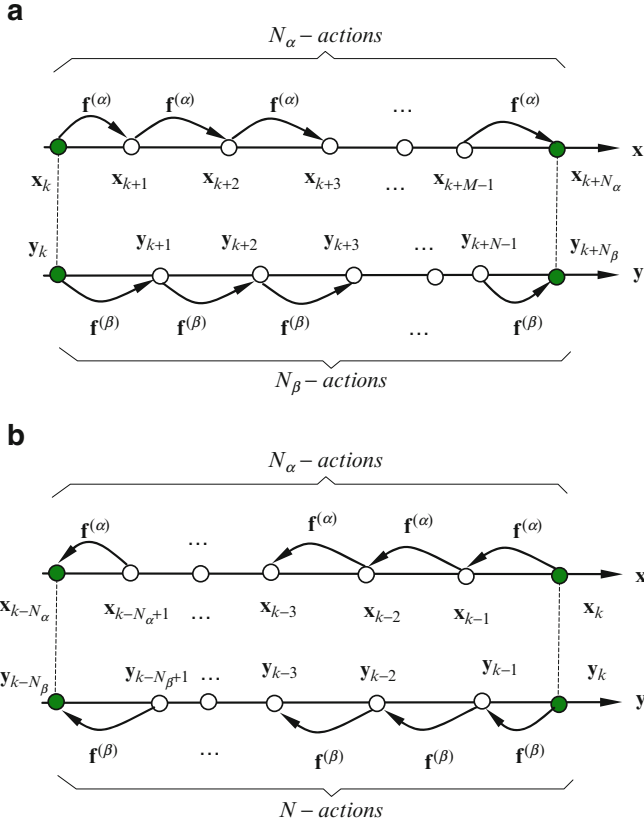 a
N_α – actions
f^(α) f^(α) f^(α) … f^(α)
x
x_k x_{k+1} x_{k+2} x_{k+3} … x_{k+M-1} x_{k+N_α}
y_k y_{k+1} y_{k+2} y_{k+3} … y_{k+N-1} y_{k+N_β}
y
f^(β) f^(β) f^(β) … f^(β)
N_β – actions
b
N_α – actions
f^(α) … f^(α) f^(α) f^(α)
x
x_{k-N_α} x_{k-N_α+1} … x_{k-3} x_{k-2} x_{k-1} x_k
y_{k-N_β} y_{k-N_β+1} … y_{k-3} y_{k-2} y_{k-1} y_k
y
f^(β) … f^(β) f^(β) f^(β)
N – actions